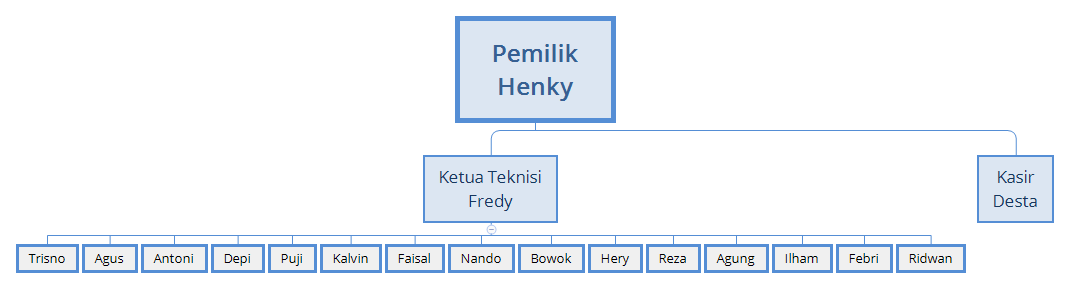 Pemilik
Henky
Ketua Teknisi
Fredy
Kasir
Desta
Trisno Agus Antoni Depi Puji Kalvin Faisal Nando Bowok Hery Reza Agung Ilham Febri Ridwan